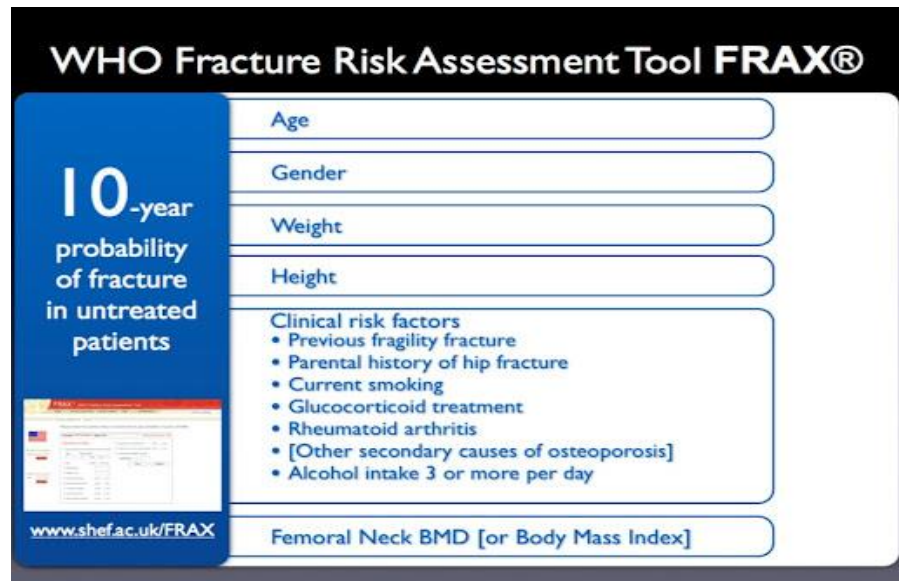 WHO Fracture Risk Assessment Tool FRAX®
10-year
probability
of fracture
in untreated
patients
www.shef.ac.uk/FRAX
Age
Gender
Weight
Height
Clinical risk factors
• Previous fragility fracture
• Parental history of hip fracture
• Current smoking
• Glucocorticoid treatment
• Rheumatoid arthritis
• [Other secondary causes of osteoporosis]
• Alcohol intake 3 or more per day
Femoral Neck BMD [or Body Mass Index]